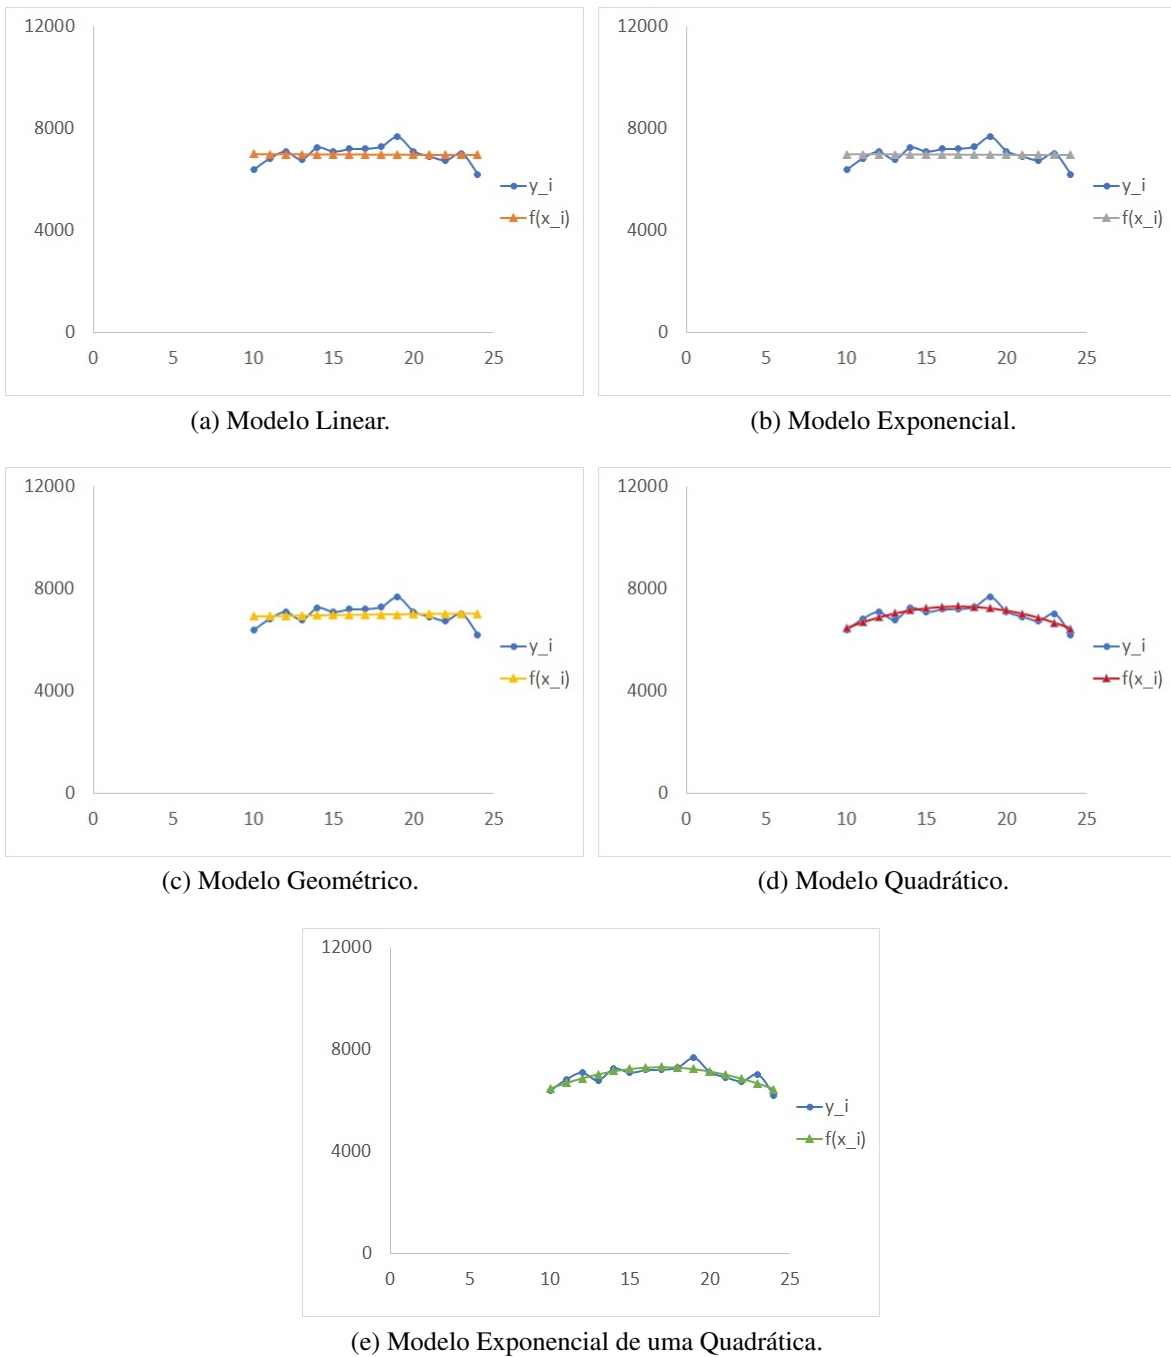 12000
8000
4000
0
0 5 10 15 20 25
y_i
f(x_i)
(a) Modelo Linear.
12000
8000
4000
0
0 5 10 15 20 25
y_i
f(x_i)
(b) Modelo Exponencial.
12000
8000
4000
0
0 5 10 15 20 25
y_i
f(x_i)
(c) Modelo Geométrico.
12000
8000
4000
0
0 5 10 15 20 25
y_i
f(x_i)
(d) Modelo Quadrático.
12000
8000
4000
0
0 5 10 15 20 25
y_i
f(x_i)
(e) Modelo Exponencial de uma Quadrática.